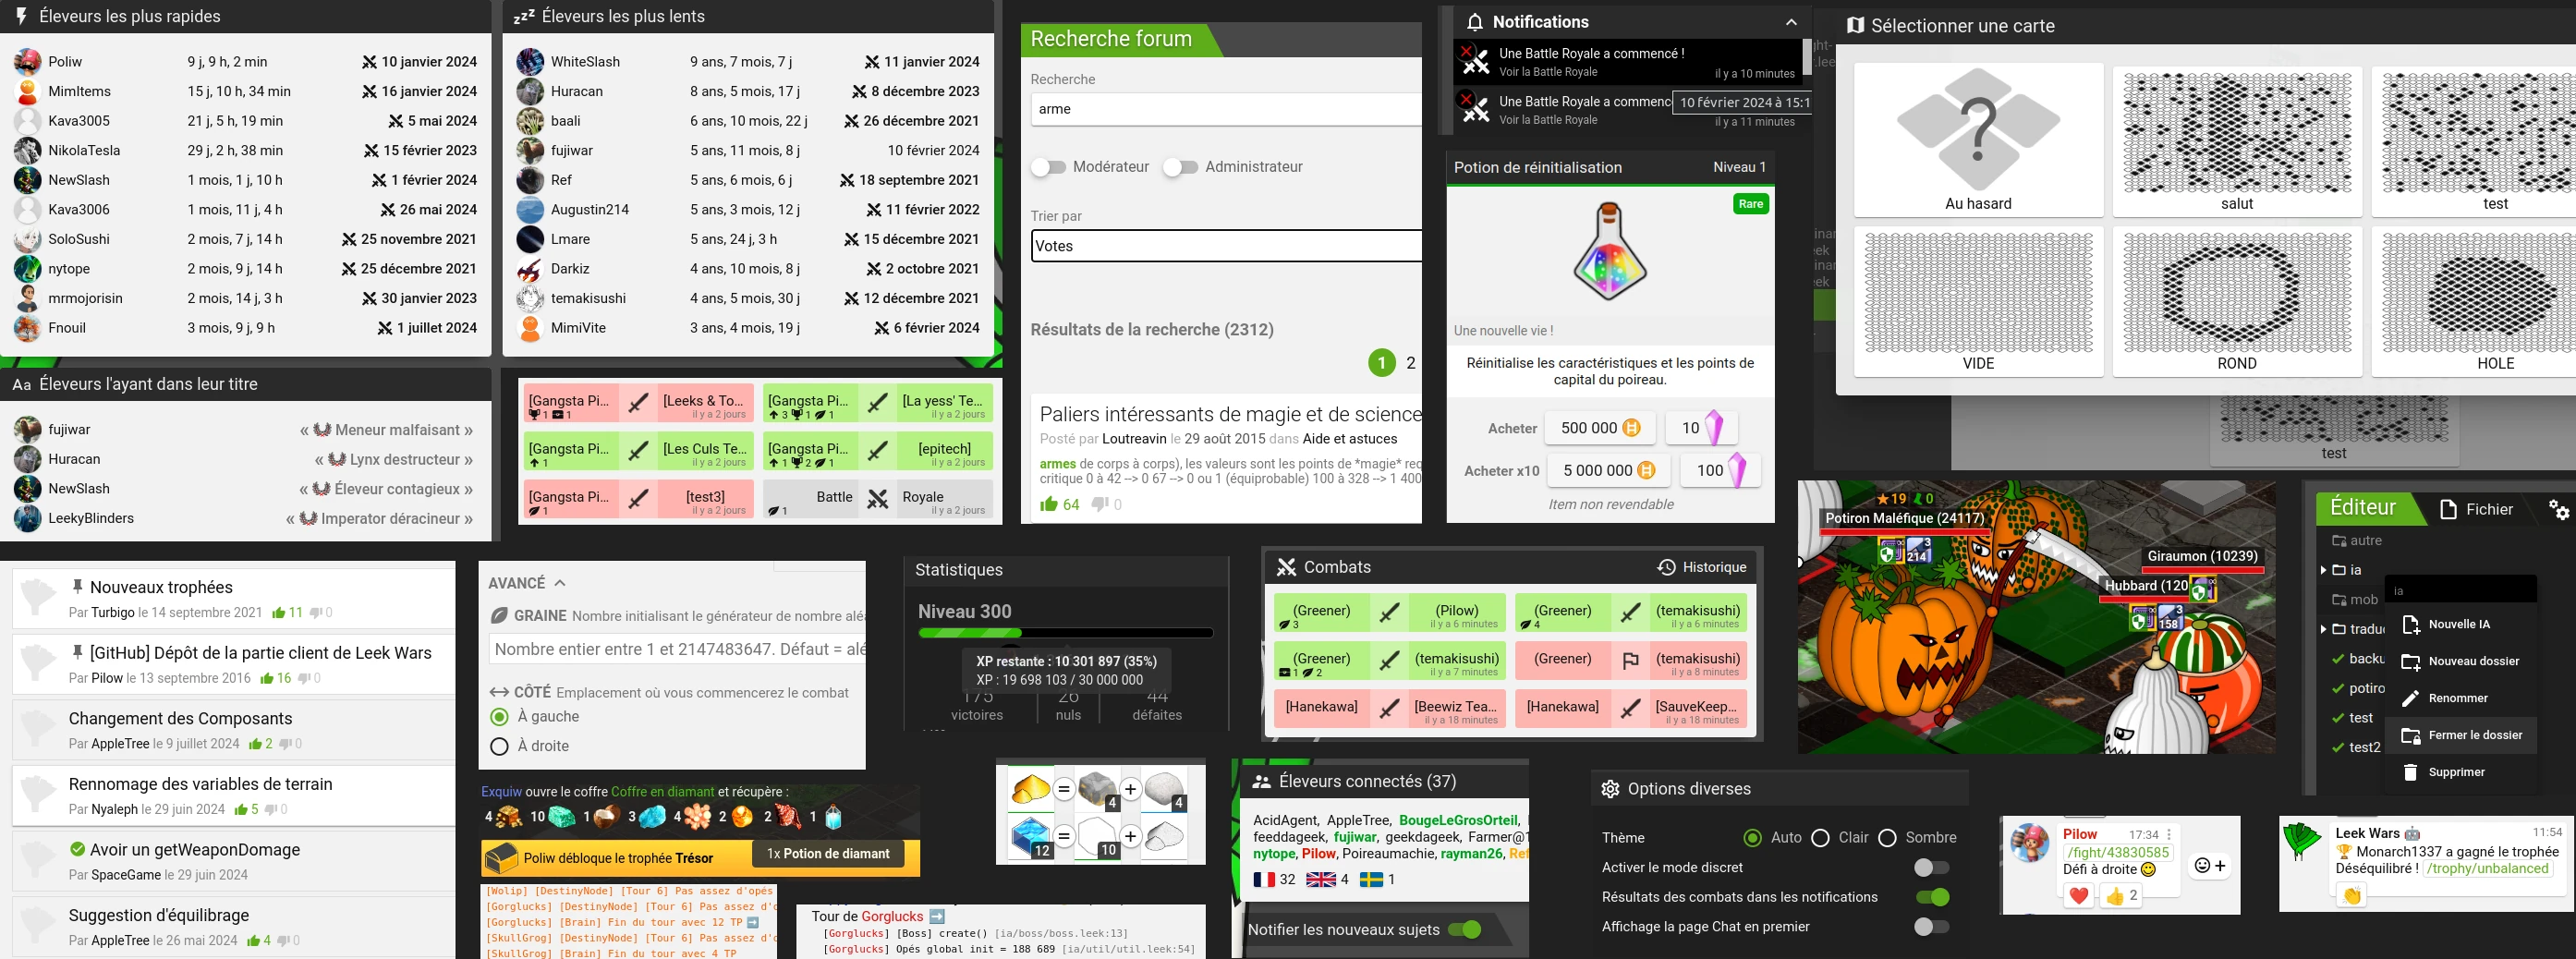 Éleveurs les plus rapides
Poliw 9 j, 9 h, 2 min 10 janvier 2024
MimItems 15 j, 10 h, 34 min 16 janvier 2024
Kava3005 21 j, 5 h, 19 min 5 mai 2024
NikolaTesla 29 j, 2 h, 38 min 15 février 2023
NewSlash 1 mois, 1 j, 10 h 1 février 2024
Kava3006 1 mois, 11 j, 4 h 26 mai 2024
SoloSushi 2 mois, 7 j, 14 h 25 novembre 2021
nytope 2 mois, 9 j, 14 h 25 décembre 2021
mrmojorisin 2 mois, 14 j, 3 h 30 janvier 2023
Fnouil 3 mois, 9 j, 9 h 1 juillet 2024
zzz Éleveurs les plus lents
WhiteSlash 9 ans, 7 mois, 7 j 11 janvier 2024
Huracan 8 ans, 5 mois, 17 j 8 décembre 2023
baali 6 ans, 10 mois, 22 j 26 décembre 2021
fujiwar 5 ans, 11 mois, 8 j 10 février 2024
Ref 5 ans, 6 mois, 6 j 18 septembre 2021
Augustin214 5 ans, 3 mois, 12 j 11 février 2022
Lmare 5 ans, 24 j, 3 h 15 décembre 2021
Darkiz 4 ans, 10 mois, 8 j 2 octobre 2021
temakisushi 4 ans, 5 mois, 30 j 12 décembre 2021
MimiVite 3 ans, 4 mois, 19 j 6 février 2024
Aa Éleveurs l'ayant dans leur titre
fujiwar « Meneur malfaisant »
Huracan « Lynx destructeur »
NewSlash « Éleveur contagieux »
LeekyBlinders « Imperator déracineur »
[Gangsta Pi... [Leeks & To... [Gangsta Pi... [La yess' Te...
1 1 il y a 2 jours 3 1 1 il y a 2 jours
[Gangsta Pi... [Les Culs Te... [Gangsta Pi... [epitech]
1 il y a 2 jours 1 2 1 il y a 2 jours
[Gangsta Pi... [test3] Battle Royale
1 il y a 2 jours 1 il y a 2 jours
Recherche forum
Recherche
arme
Modérateur Administrateur
Trier par
Votes
Résultats de la recherche (2312)
1 2
Paliers intéressants de magie et de science
Posté par Loutreavin le 29 août 2015 dans Aide et astuces
armes de corps à corps), les valeurs sont les points de *magie* req
critique 0 à 42 --> 0 67 --> 0 ou 1 (équiprobable) 100 à 328 --> 1 400
64 0
Notifications
Une Battle Royale a commencé !
Voir la Battle Royale il y a 10 minutes
Une Battle Royale a commenc 10 février 2024 à 15:1
Voir la Battle Royale il y a 11 minutes
Potion de réinitialisation Niveau 1
Rare
Une nouvelle vie !
Réinitialise les caractéristiques et les points de
capital du poireau.
Acheter 500 000 10
Acheter x10 5 000 000 100
Item non revendable
Sélectionner une carte
?
Au hasard salut test
VIDE ROND HOLE
test
Nouveaux trophées
Par Turbigo le 14 septembre 2021 11 0
[GitHub] Dépôt de la partie client de Leek Wars
Par Pilow le 13 septembre 2016 16 0
Changement des Composants
Par AppleTree le 9 juillet 2024 2 0
Rennomage des variables de terrain
Par Nyaleph le 29 juin 2024 5 0
Avoir un getWeaponDomage
Par SpaceGame le 29 juin 2024
Suggestion d'équilibrage
Par AppleTree le 26 mai 2024 4 0
AVANCÉ
GRAINE Nombre initialisant le générateur de nombre alé
Nombre entier entre 1 et 2147483647. Défaut = alé
CÔTÉ Emplacement où vous commencerez le combat
À gauche
À droite
Exquiw ouvre le coffre Coffre en diamant et récupère :
4 10 1 3 4 2 2 1
Poliw débloque le trophée Trésor 1x Potion de diamant
[Wolip] [DestinyNode] [Tour 6] Pas assez d'opés
[Gorglucks] [DestinyNode] [Tour 6] Pas assez d'o
[Gorglucks] [Brain] Fin du tour avec 12 TP
[SkullGrog] [DestinyNode] [Tour 6] Pas assez d'o
[SkullGrog] [Brain] Fin du tour avec 4 TP
Tour de Gorglucks
[Gorglucks] [Boss] create() [ia/boss/boss.leek:13]
[Gorglucks] Opés global init = 188 689 [ia/util/util.leek:54]
Statistiques
Niveau 300
XP restante : 10 301 897 (35%)
XP : 19 698 103 / 30 000 000
175 26 44
victoires nuls défaites
= 4 + 4
12 = 10 +
Combats Historique
(Greener) (Pilow) (Greener) (temakisushi)
3 il y a 6 minutes 4 il y a 6 minutes
(Greener) (temakisushi) (Greener) (temakisushi)
1 2 il y a 7 minutes il y a 8 minutes
[Hanekawa] [Beewiz Tea... [Hanekawa] [SauveKeep...
il y a 18 minutes il y a 18 minutes
Éleveurs connectés (37)
AcidAgent, AppleTree, BougeLeGrosOrteil,
feeddageek, fujiwar, geekdageek, Farmer@1
nytope, Pilow, Poireaumachie, rayman26, Ref
32 4 1
Notifier les nouveaux sujets
Options diverses
Thème Auto Clair Sombre
Activer le mode discret
Résultats des combats dans les notifications
Affichage la page Chat en premier
19 0
Potiron Maléfique (24117)
3
214
Giraumon (10239)
Hubbard (120
3
158
Éditeur Fichier
autre
ia
mob
traduc
backu
potiro
test
test2
ia
Nouvelle IA
Nouveau dossier
Renommer
Fermer le dossier
Supprimer
Pilow 17:34
/fight/43830585
Défi à droite
2
+
Leek Wars 11:54
Monarch1337 a gagné le trophée
Déséquilibré ! /trophy/unbalanced